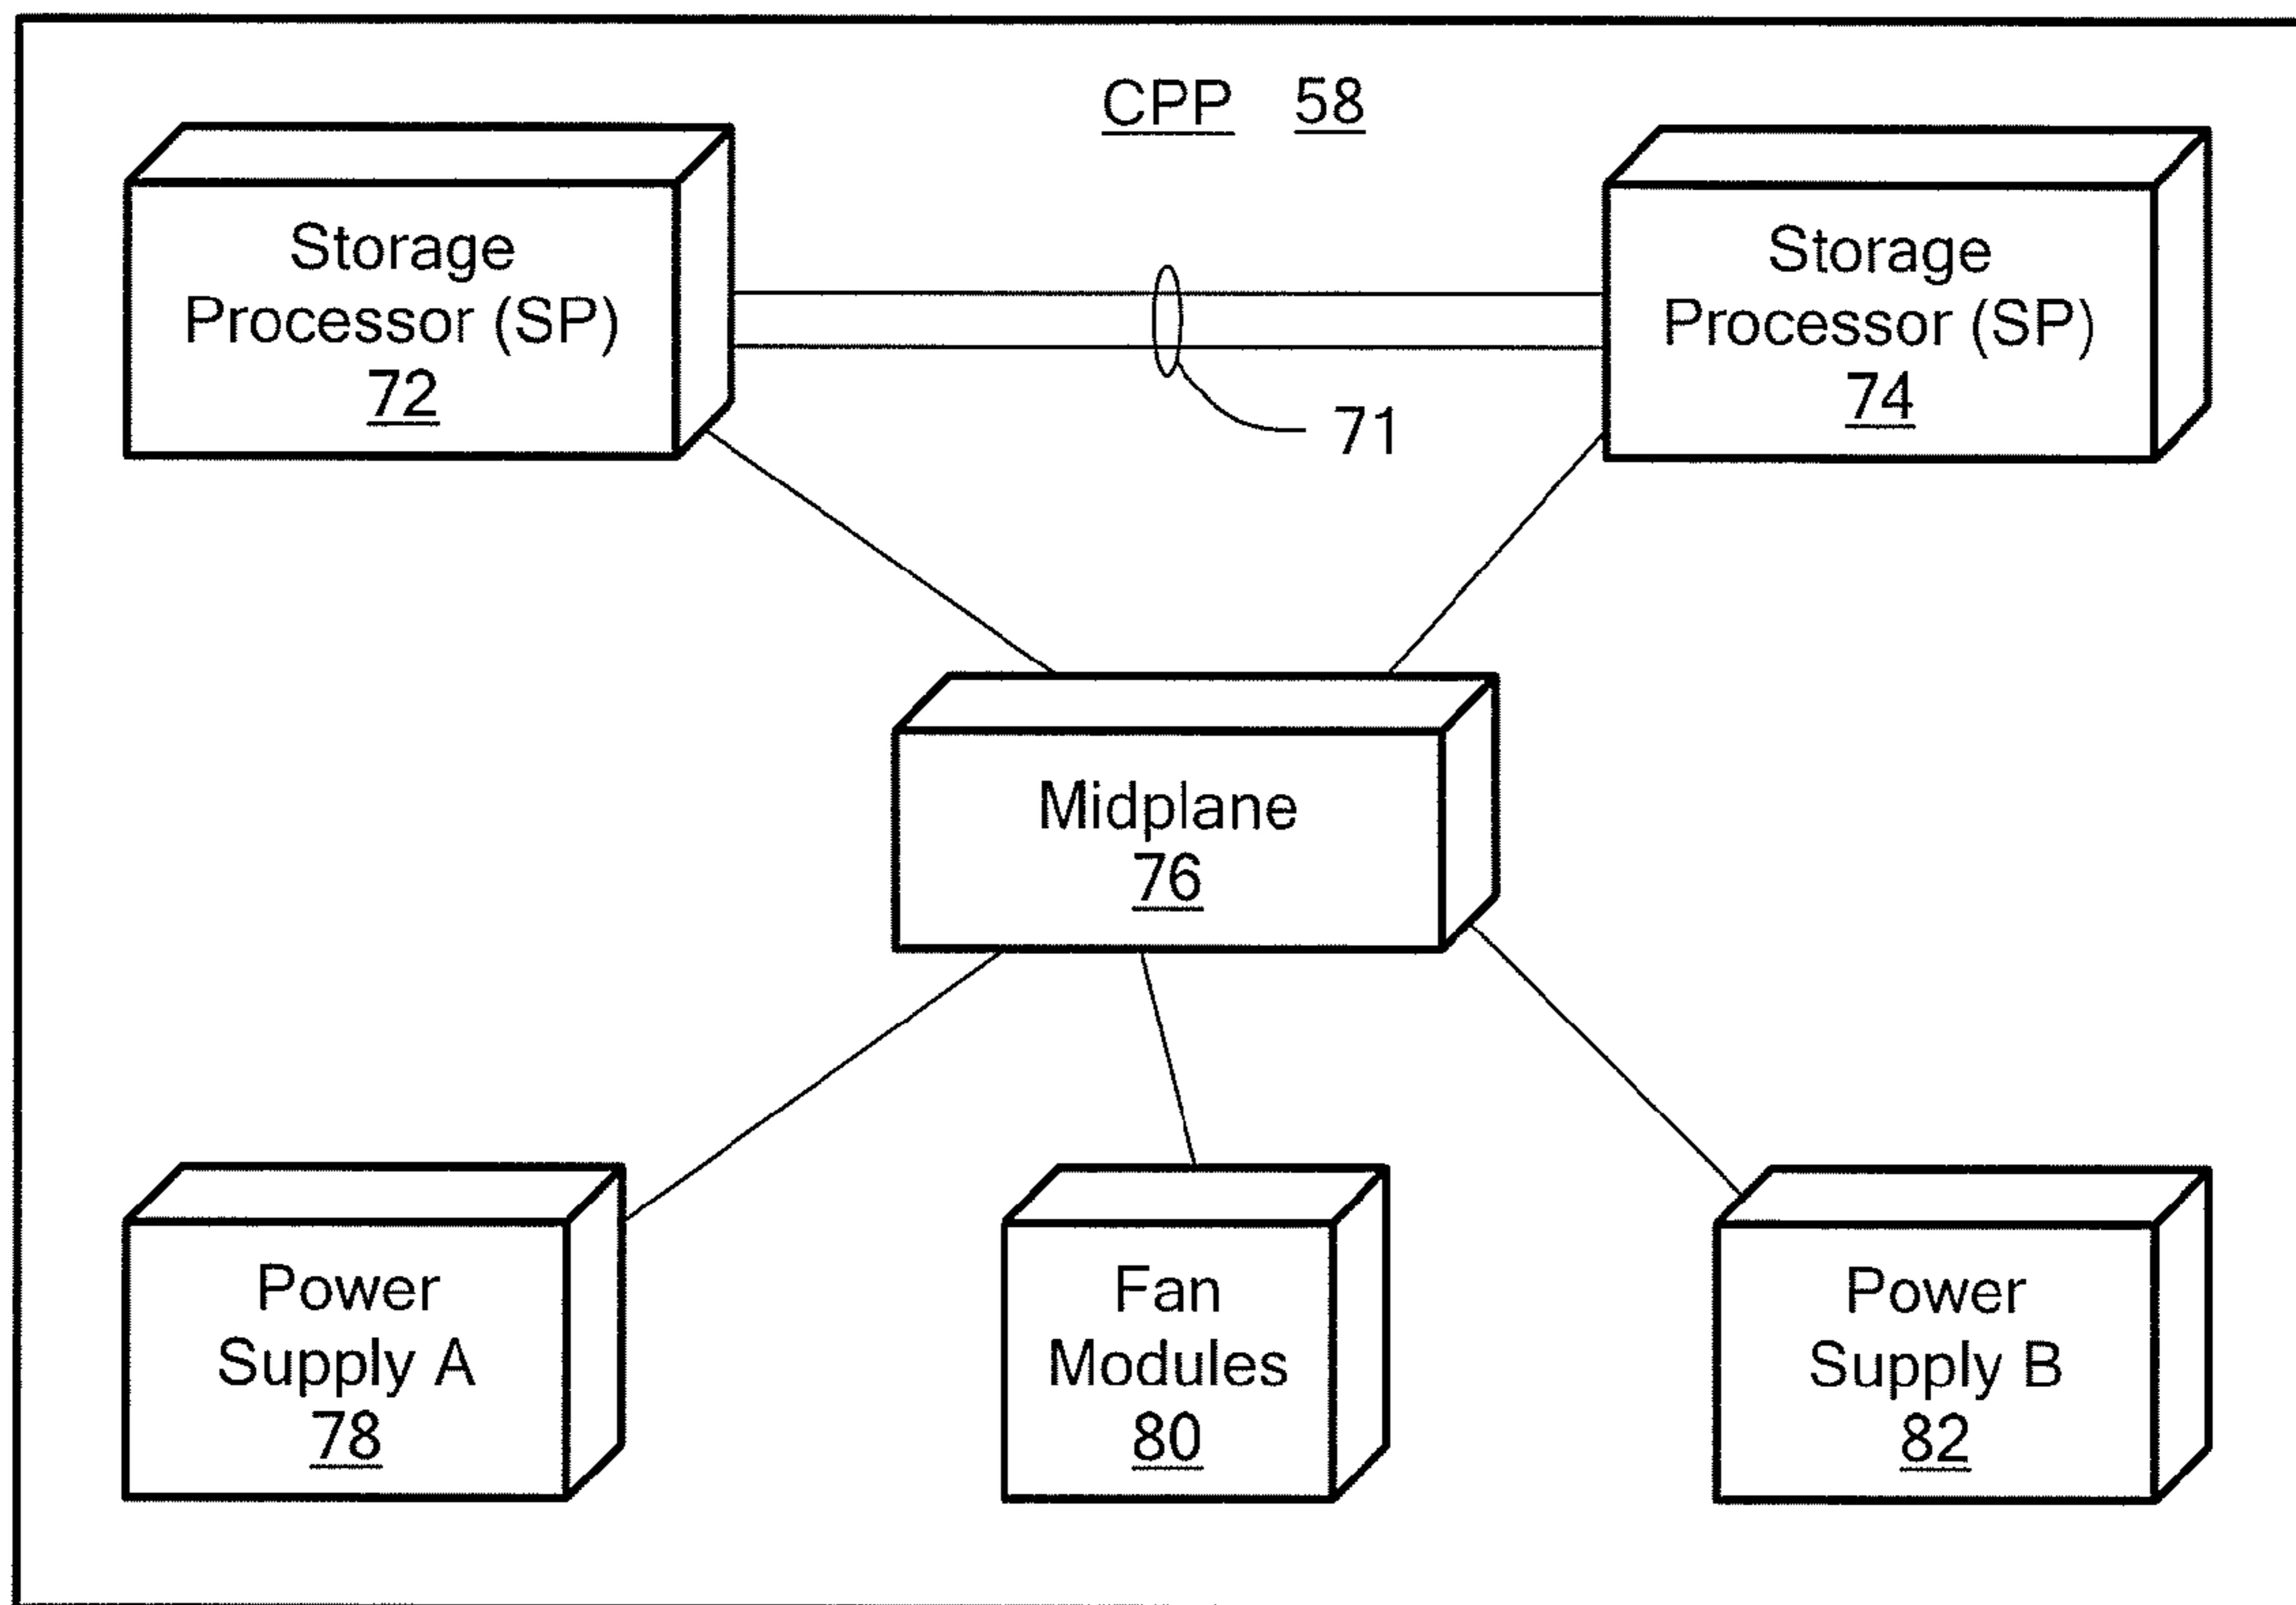 CPP 58
Storage
Processor (SP)
72
Storage
Processor (SP)
74
71
Midplane
76
Power
Supply A
78
Fan
Modules
80
Power
Supply B
82